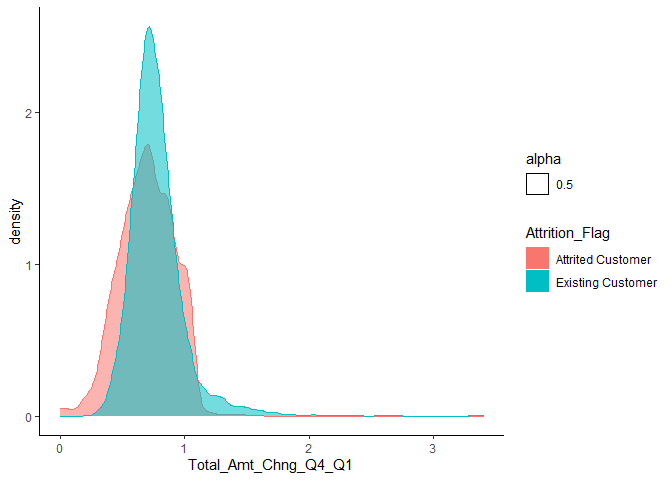 2
1
0
density
0
1
2
3
Total_Amt_Chng_Q4_Q1
alpha
0.5
Attrition_Flag
Attrited Customer
Existing Customer